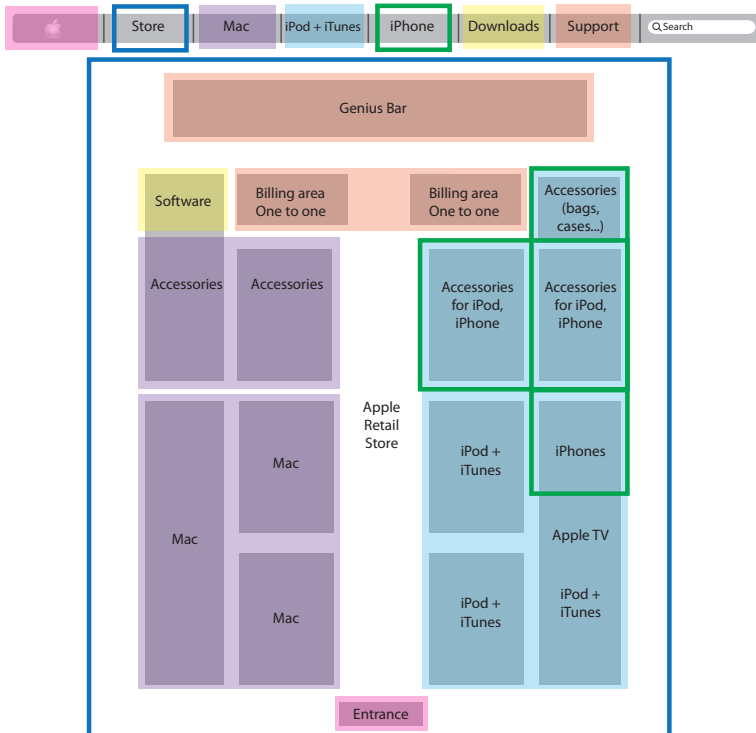 Store
Mac
iPod + iTunes
iPhone
Downloads
Support
Search
Genius Bar
Software
Billing area
One to one
Billing area
One to one
Accessories
(bags,
cases...)
Accessories
Accessories
Accessories
for iPod,
iPhone
Accessories
for iPod,
iPhone
Apple
Retail
Store
Mac
Mac
iPod +
iTunes
iPhones
Apple TV
Mac
iPod +
iTunes
iPod +
iTunes
Entrance